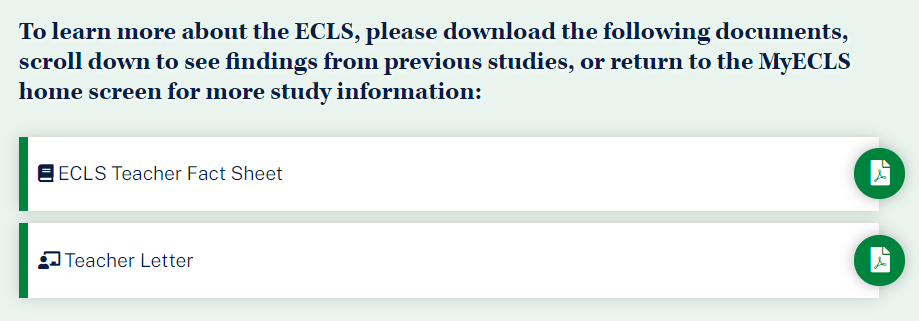 To learn more about the ECLS, please download the following documents,
scroll down to see findings from previous studies, or return to the MyECLS
home screen for more study information:
ECLS Teacher Fact Sheet
Teacher Letter